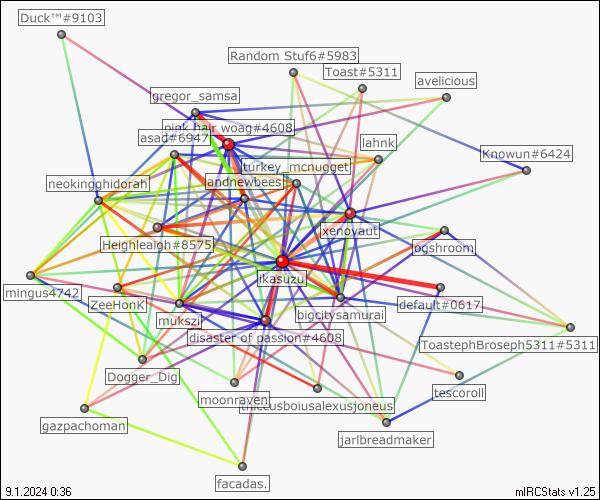 Duck™#9103
Random Stuf6#5983
Toast#5311
avelicious
gregor_samsa
pink hair woag#4608
asad#6947
lahnk
Knowun#6424
turkey_mcnugget
neokingghidorah
andnewbees
xenoyaut
Heighleaigh#8575
pgshroom
ikasuzu
mingus4742
ZeeHonK
mukszi
bigcitysamurai
default#0617
disaster of passion#4608
ToastephBroseph5311#5311
Dogger_Dig
tescoroll
moonraven
thiccusboiusalexusjoneus
gazpachoman
jarlbreadmaker
facadas.
9.1.2024 0:36
mIRCStats v1.25